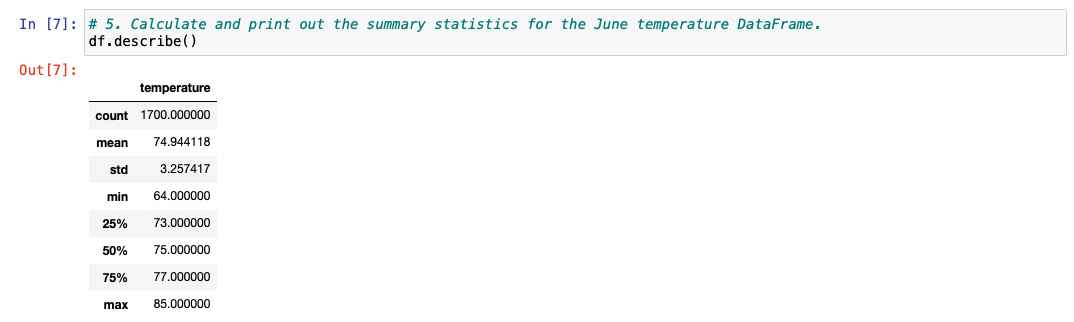 In [7]: # 5. Calculate and print out the summary statistics for the June temperature DataFrame.
df.describe()
Out[7]:
temperature
count 1700.000000
mean 74.944118
std 3.257417
min 64.000000
25% 73.000000
50% 75.000000
75% 77.000000
max 85.000000